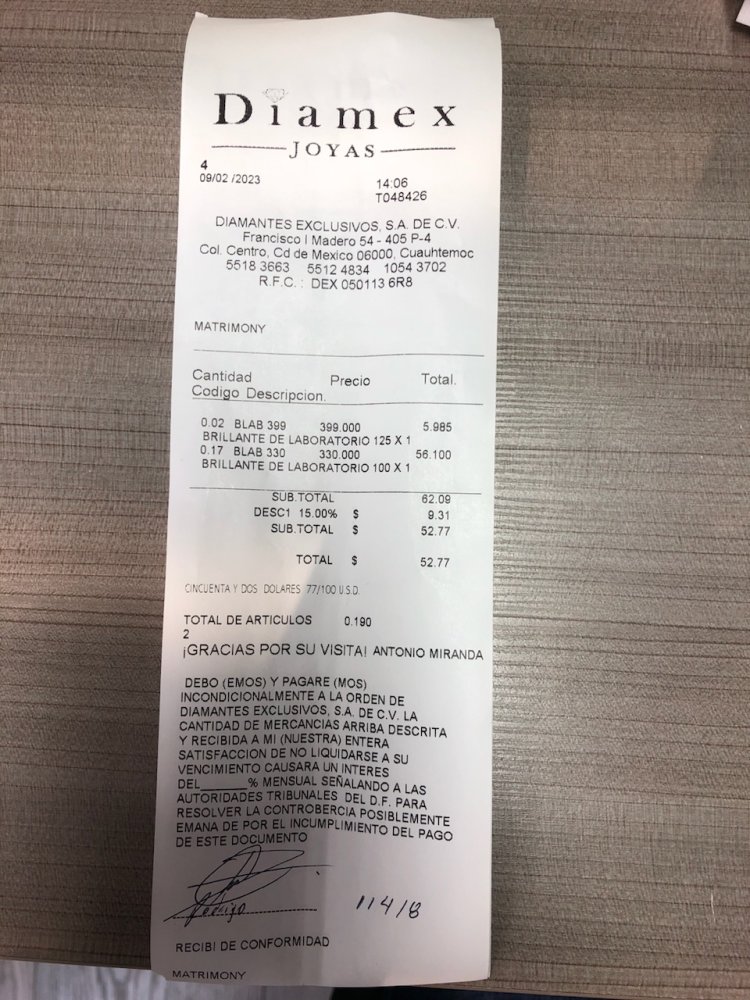 Diamex
JOYAS
4
09/02 /2023 14:06
T048426
DIAMANTES EXCLUSIVOS, S.A. DE C.V.
Francisco I Madero 54 - 405 P-4
Col. Centro, Cd de Mexico 06000, Cuauhtemoc
5518 3663 5512 4834 1054 3702
R.F.C. : DEX 050113 6R8
MATRIMONY
Cantidad Precio Total.
Codigo Descripcion.
0.02 BLAB 399 399.000 5.985
BRILLANTE DE LABORATORIO 125 X 1
0.17 BLAB 330 330.000 56.100
BRILLANTE DE LABORATORIO 100 X 1
SUB.TOTAL 62.09
DESC1 15.00% $ 9.31
SUB.TOTAL $ 52.77
TOTAL $ 52.77
CINCUENTA Y DOS DOLARES 77/100 U.S.D.
TOTAL DE ARTICULOS 0.190
2
¡GRACIAS POR SU VISITA! ANTONIO MIRANDA
DEBO (EMOS) Y PAGARE (MOS)
INCONDICIONALMENTE A LA ORDEN DE
DIAMANTES EXCLUSIVOS, S.A. DE C.V. LA
CANTIDAD DE MERCANCIAS ARRIBA DESCRITA
Y RECIBIDA A MI (NUESTRA) ENTERA
SATISFACCION DE NO LIQUIDARSE A SU
VENCIMIENTO CAUSARA UN INTERES
DEL______% MENSUAL SEÑALANDO A LAS
AUTORIDADES TRIBUNALES DEL D.F. PARA
RESOLVER LA CONTROBERCIA POSIBLEMENTE
EMANA DE POR EL INCUMPLIMIENTO DEL PAGO
DE ESTE DOCUMENTO
Rodrigo 11418
RECIBI DE CONFORMIDAD
MATRIMONY